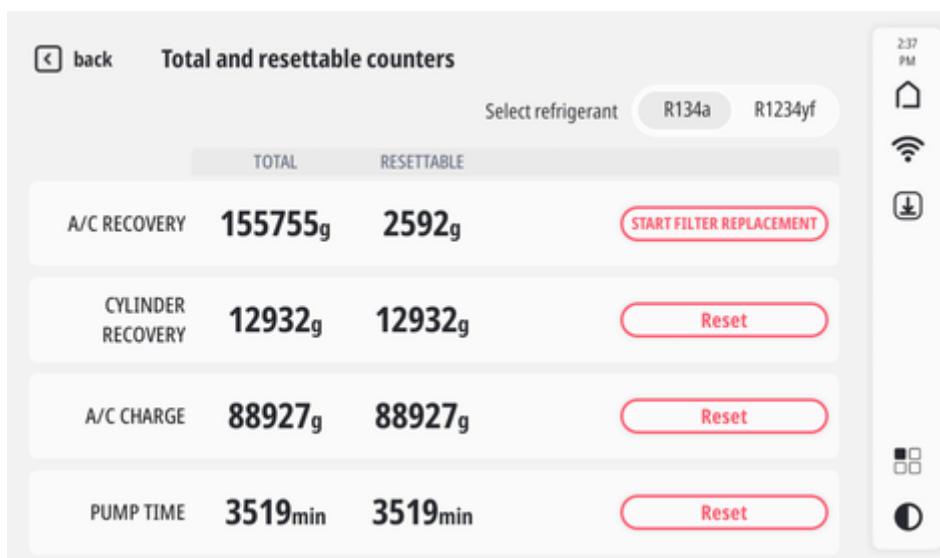 back Total and resettable counters
2:37
PM
Select refrigerant R134a R1234yf
TOTAL RESETTABLE
A/C RECOVERY 155755g 2592g START FILTER REPLACEMENT
CYLINDER
RECOVERY 12932g 12932g Reset
A/C CHARGE 88927g 88927g Reset
PUMP TIME 3519min 3519min Reset